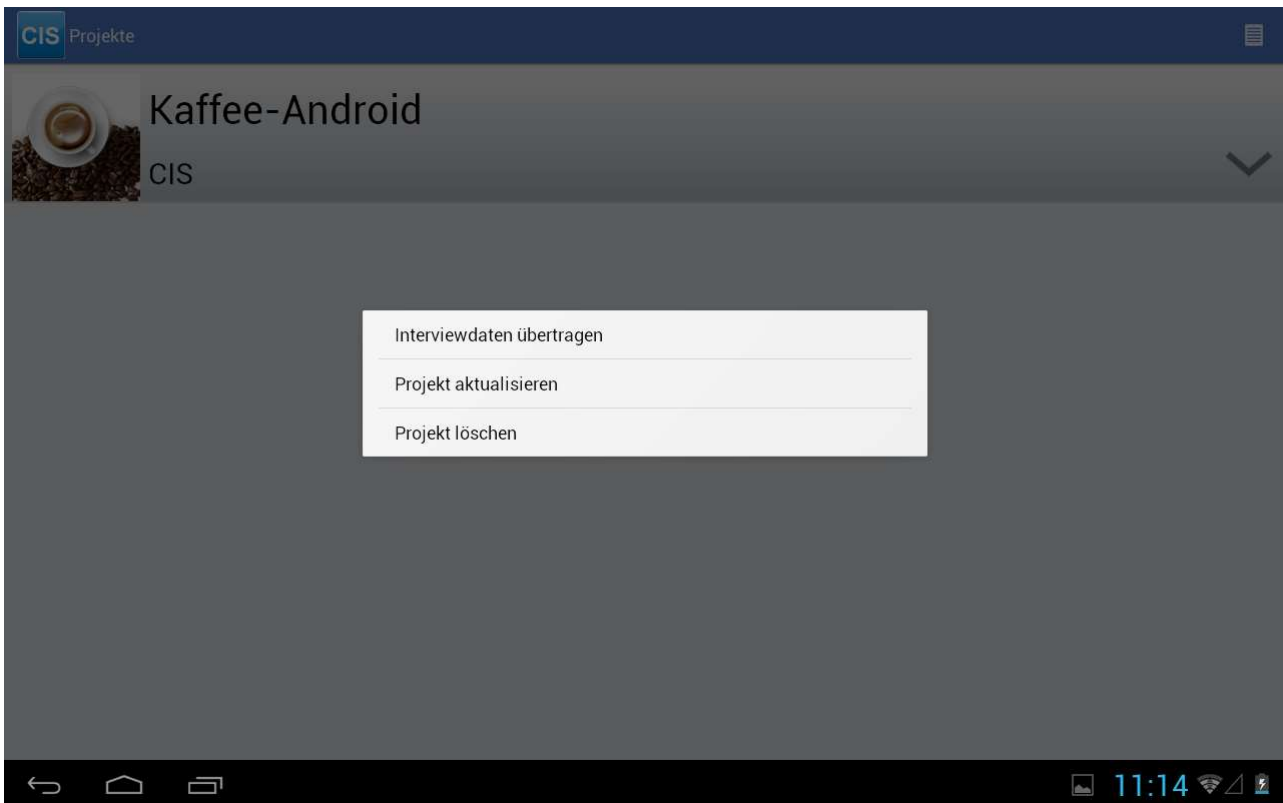 CIS Projekte
Kaffee-Android
CIS
Interviewdaten übertragen
Projekt aktualisieren
Projekt löschen
11:14